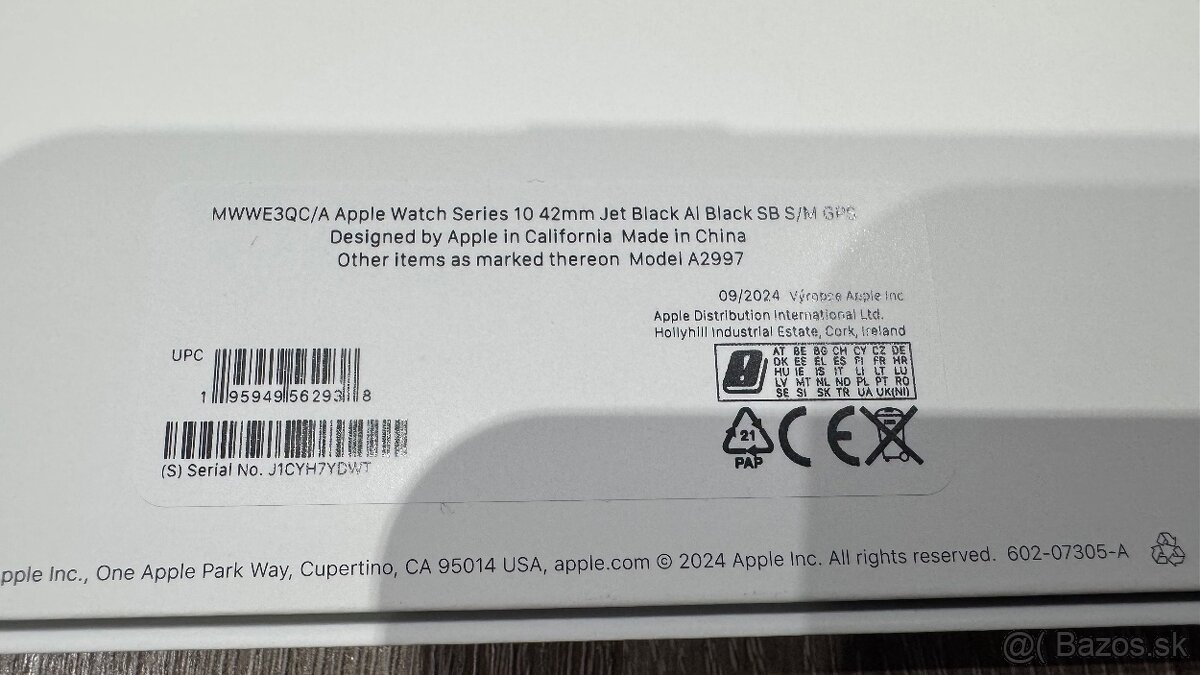 MWWE3QC/A Apple Watch Series 10 42mm Jet Black Al Black SB S/M GPS
Designed by Apple in California Made in China
Other items as marked thereon Model A2997
09/2024 Výrobce Apple Inc
Apple Distribution International Ltd.
Hollyhill Industrial Estate, Cork, Ireland
AT BE BG CH CY CZ DE
DK EE EL ES FI FR HR
HU IE IS IT LI LT LU
LV MT NL NO PL PT RO
SE SI SK TR UA UK(NI)
UPC
1 95949 56293 8
(S) Serial No. J1CYH7YDWT
21
PAP
CE
pple Inc., One Apple Park Way, Cupertino, CA 95014 USA, apple.com © 2024 Apple Inc. All rights reserved. 602-07305-A
@( Bazos.sk